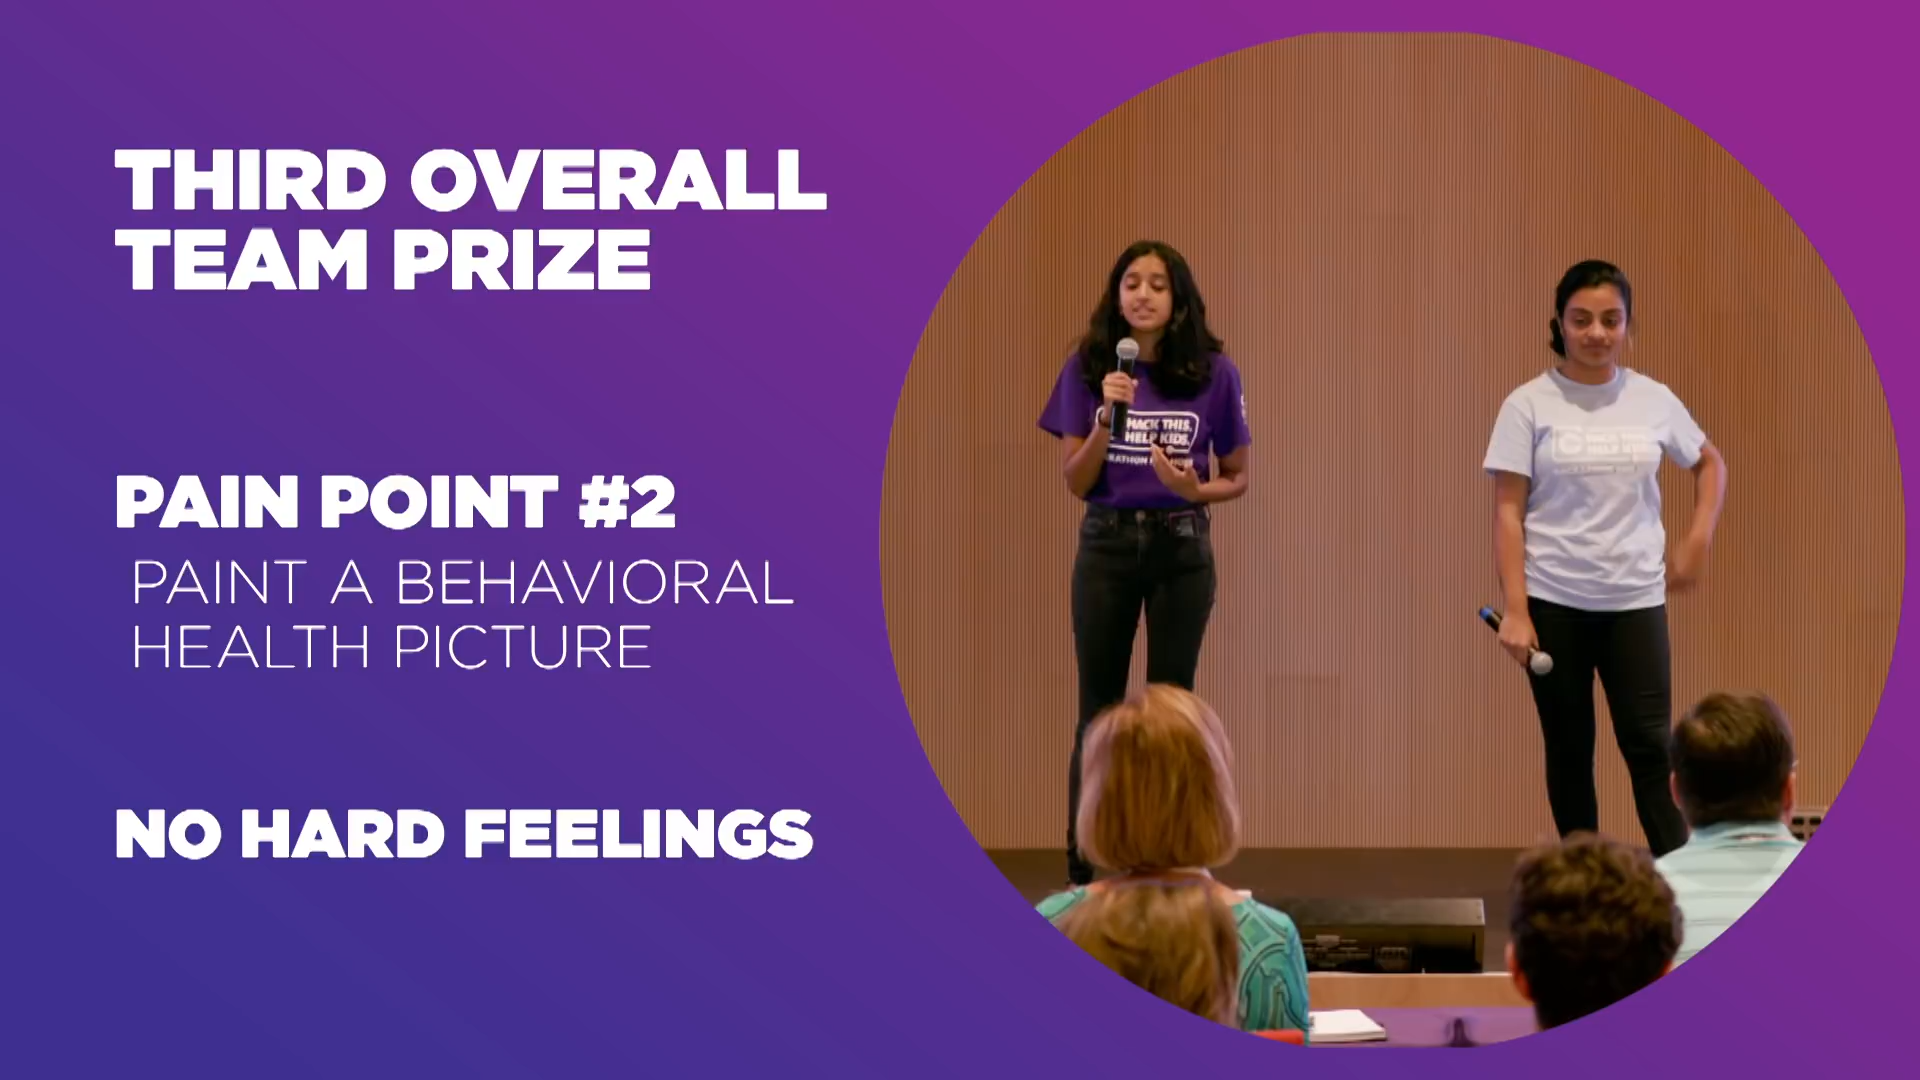 THIRD OVERALL
TEAM PRIZE
PAIN POINT #2
PAINT A BEHAVIORAL
HEALTH PICTURE
NO HARD FEELINGS
HACK THIS.
HELP KIDS.